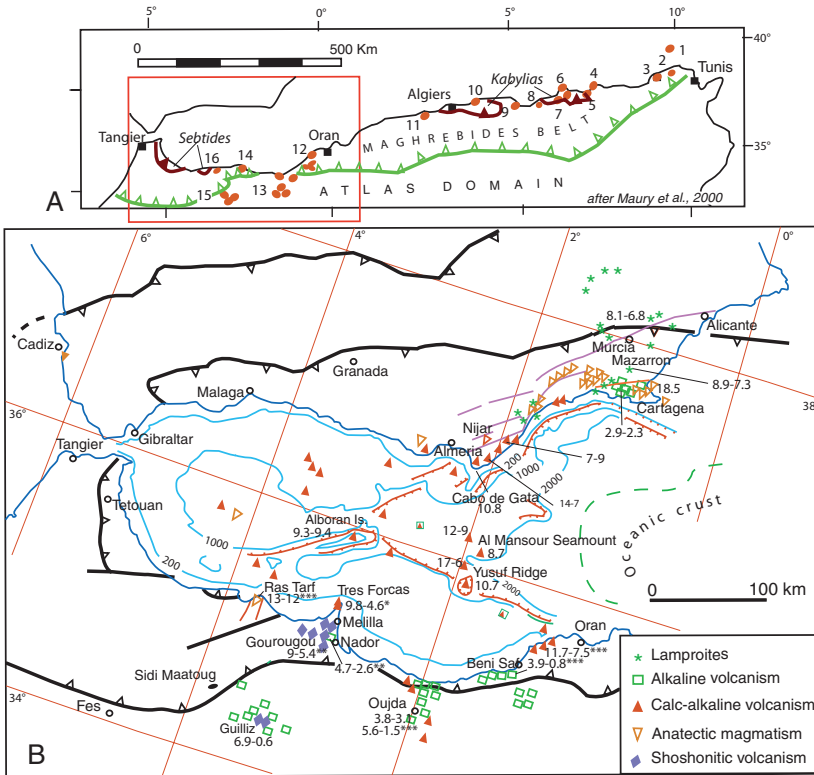 5° 0° 5° 10°
0 500 Km
40°
1
2
3
Tunis
4
6
Kabylias
5
7
8
9
10
Algiers
11
35°
MAGHREBIDES BELT
Oran
12
Tangier
Septides
14
16
13
15
ATLAS DOMAIN
A
after Maury et al., 2000
6° 4° 2° 0°
8.1-6.8
Alicante
Murcia
Mazarron
Cadiz
Granada
8.9-7.3
18.5
38
Malaga
Cartagena
36°
2.9-2.3
Gibraltar
Nijar
Tangier
Almeria
7-9
200
1000
2000
Cabo de Gata
10.8
14-7
Tetouan
Alboran Is.
9.3-9.4
12-9
Al Mansour Seamount
8.7
Oceanic crust
1000
200
17-6
Yusuf Ridge
10.7
2000
0 100 km
Ras Tarf
13-12***
Tres Forcas
9.8-4.6*
Melilla
Nador
Gourougou
9-5.4**
4.7-2.6**
Oran
11.7-7.5***
Beni Saf
3.9-0.8***
Sidi Maatoug
34°
Fes
Guilliz
6.9-0.6
Oujda
3.8-3.1
5.6-1.5***
Lamproites
Alkaline volcanism
Calc-alkaline volcanism
Anatectic magmatism
Shoshonitic volcanism
B